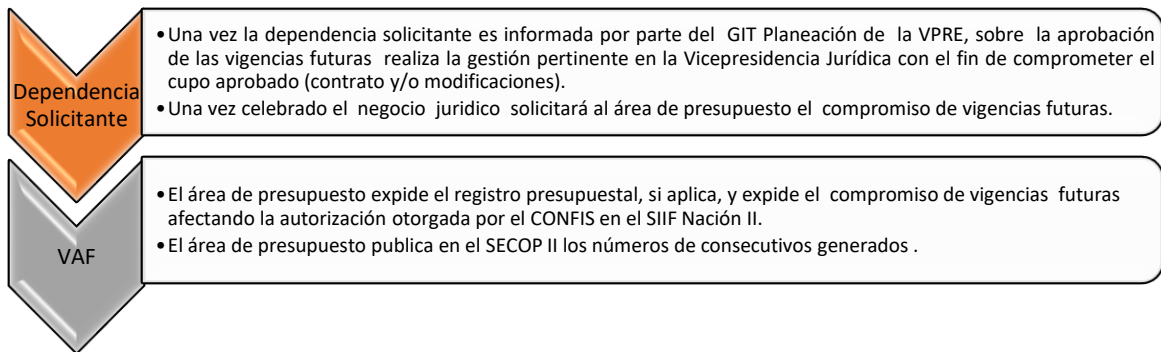 Dependencia
Solicitante
•Una vez la dependencia solicitante es informada por parte del GIT Planeación de la VPRE, sobre la aprobación
de las vigencias futuras realiza la gestión pertinente en la Vicepresidencia Jurídica con el fin de comprometer el
cupo aprobado (contrato y/o modificaciones).
•Una vez celebrado el negocio juridico solicitará al área de presupuesto el compromiso de vigencias futuras.
VAF
•El área de presupuesto expide el registro presupuestal, si aplica, y expide el compromiso de vigencias futuras
afectando la autorización otorgada por el CONFIS en el SIIF Nación II.
•El área de presupuesto publica en el SECOP II los números de consecutivos generados .